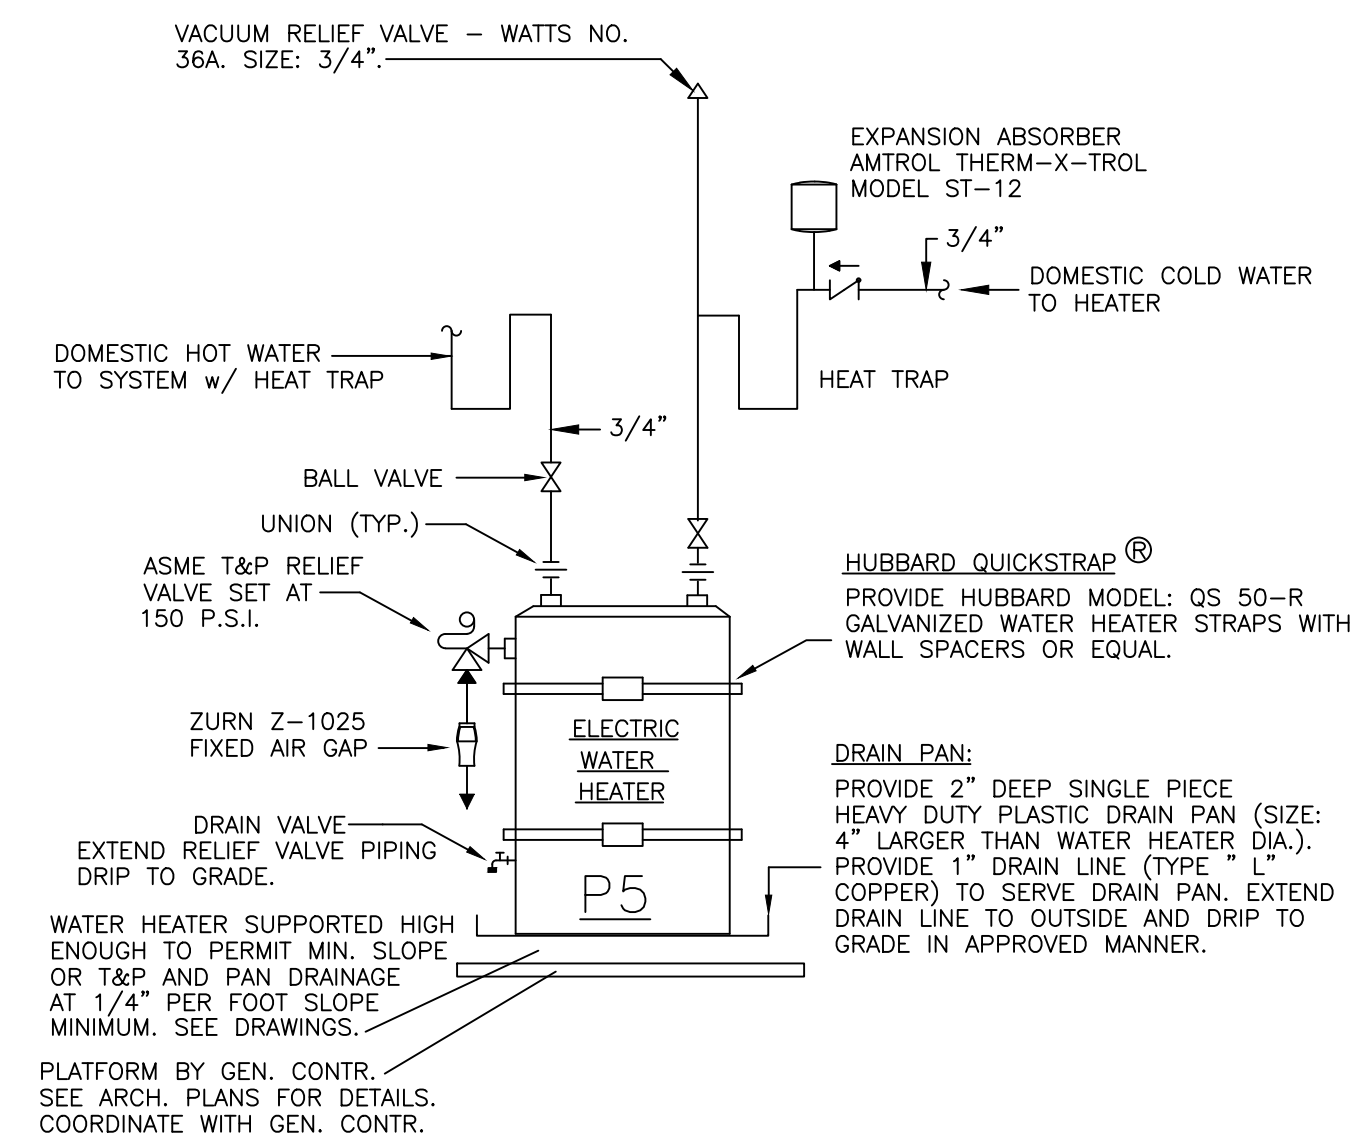 VACUUM RELIEF VALVE – WATTS NO.
36A. SIZE: 3/4".
EXPANSION ABSORBER
AMTROL THERM–X–TROL
MODEL ST–12
3/4"
DOMESTIC COLD WATER
TO HEATER
DOMESTIC HOT WATER
TO SYSTEM w/ HEAT TRAP
HEAT TRAP
3/4"
BALL VALVE
UNION (TYP.)
ASME T&P RELIEF
VALVE SET AT
150 P.S.I.
HUBBARD QUICKSTRAP ®
PROVIDE HUBBARD MODEL: QS 50–R
GALVANIZED WATER HEATER STRAPS WITH
WALL SPACERS OR EQUAL.
ZURN Z–1025
FIXED AIR GAP
ELECTRIC
WATER
HEATER
DRAIN PAN:
PROVIDE 2" DEEP SINGLE PIECE
HEAVY DUTY PLASTIC DRAIN PAN (SIZE:
4" LARGER THAN WATER HEATER DIA.).
PROVIDE 1" DRAIN LINE (TYPE " L"
COPPER) TO SERVE DRAIN PAN. EXTEND
DRAIN LINE TO OUTSIDE AND DRIP TO
GRADE IN APPROVED MANNER.
DRAIN VALVE
EXTEND RELIEF VALVE PIPING
DRIP TO GRADE.
P5
WATER HEATER SUPPORTED HIGH
ENOUGH TO PERMIT MIN. SLOPE
OR T&P AND PAN DRAINAGE
AT 1/4" PER FOOT SLOPE
MINIMUM. SEE DRAWINGS.
PLATFORM BY GEN. CONTR.
SEE ARCH. PLANS FOR DETAILS.
COORDINATE WITH GEN. CONTR.